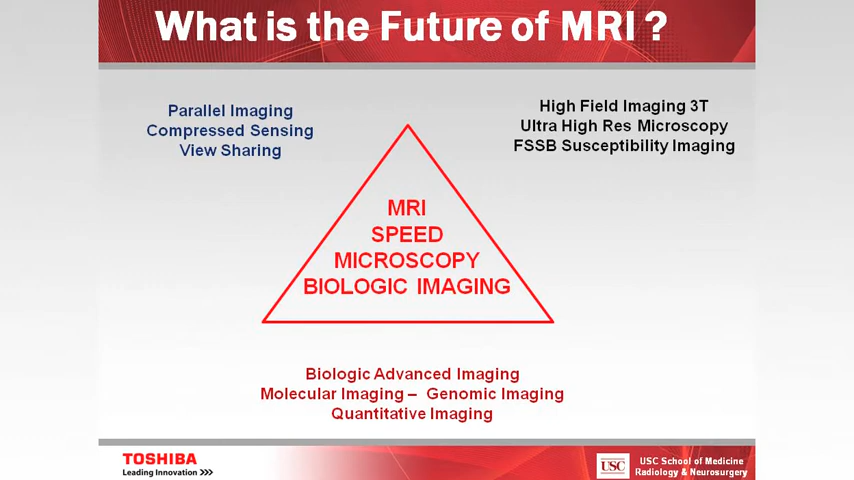 What is the Future of MRI ?
Parallel Imaging
Compressed Sensing
View Sharing
High Field Imaging 3T
Ultra High Res Microscopy
FSSB Susceptibility Imaging
MRI
SPEED
MICROSCOPY
BIOLOGIC IMAGING
Biologic Advanced Imaging
Molecular Imaging – Genomic Imaging
Quantitative Imaging
TOSHIBA
Leading Innovation >>>
USC
USC School of Medicine
Radiology & Neurosurgery